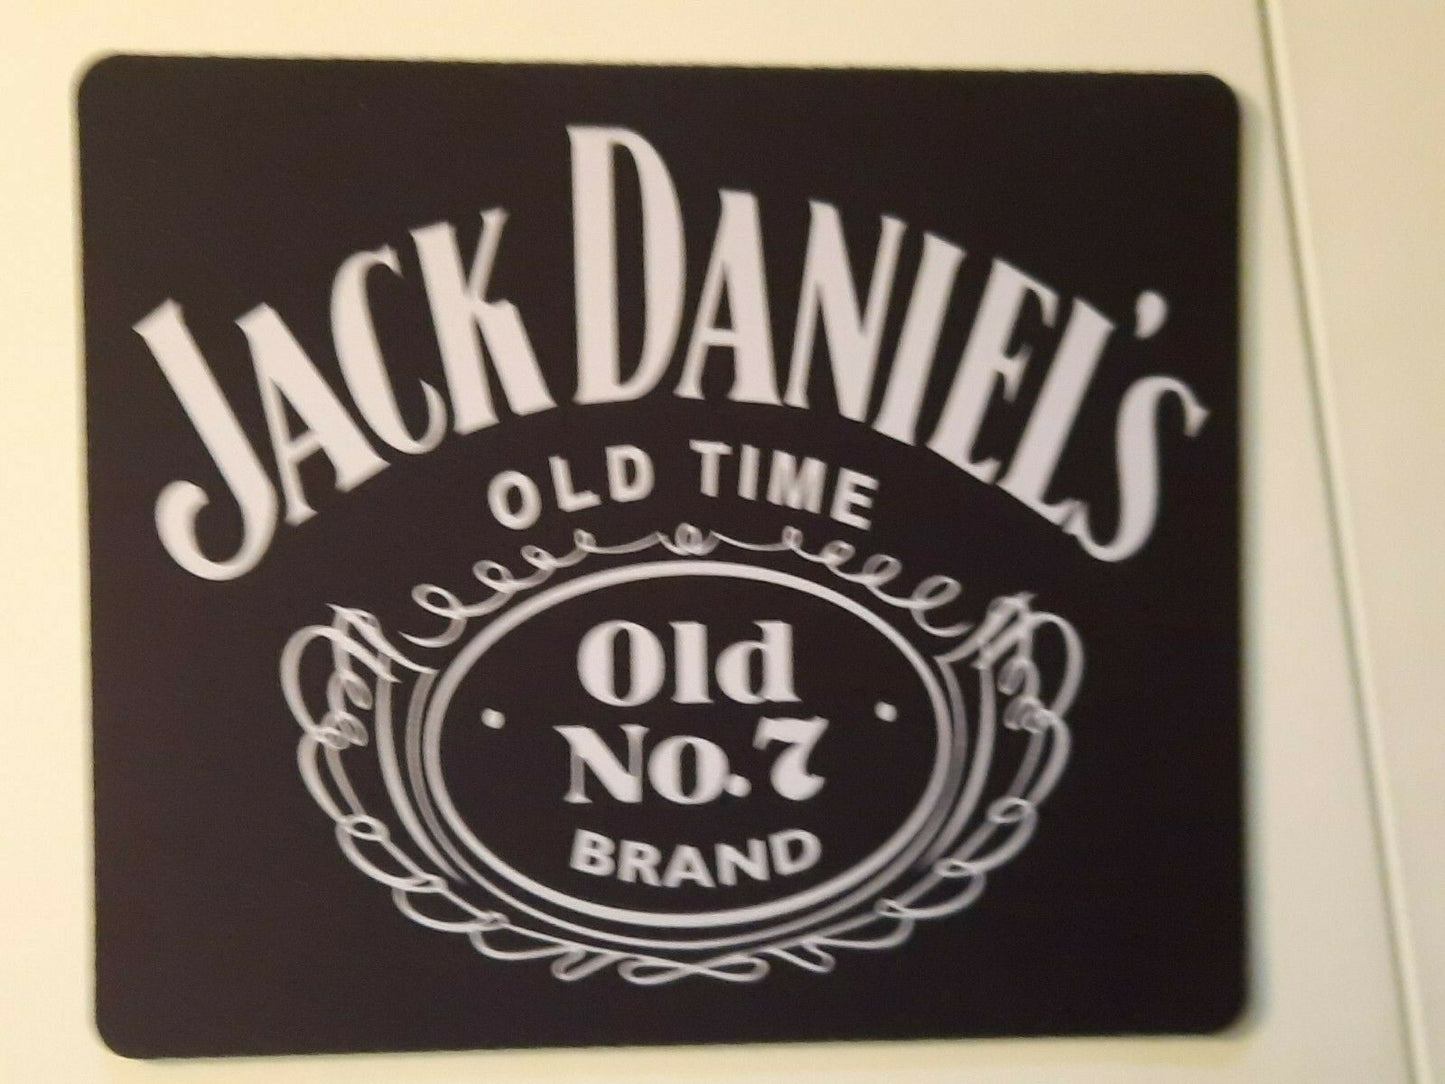 JACK DANIEL'S
OLD TIME
Old
No.7
BRAND